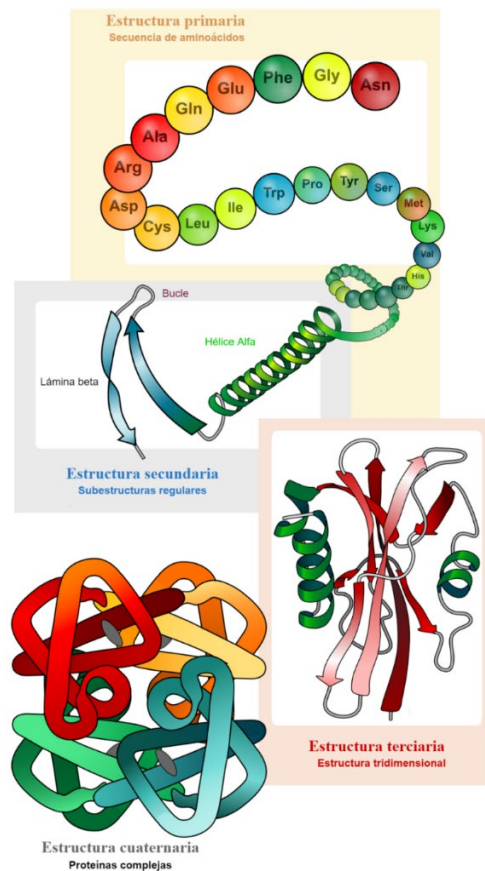 Estructura primaria
Secuencia de aminoácidos
Asn
Gly
Phe
Glu
Gln
Ala
Arg
Asp
Cys
Leu
Ile
Trp
Pro
Tyr
Ser
Met
Lys
Val
His
Thr
Bucle
Hélice Alfa
Lámina beta
Estructura secundaria
Subestructuras regulares
Estructura terciaria
Estructura tridimensional
Estructura cuaternaria
Proteínas complejas